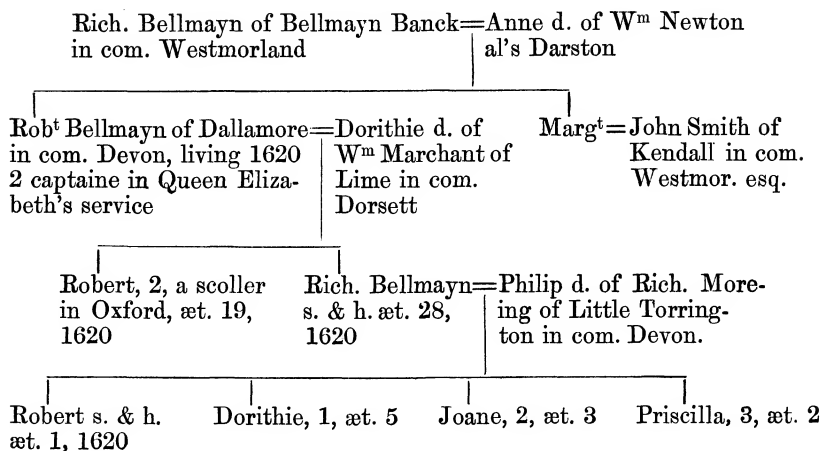 Rich. Bellmayn of Bellmayn Banck=Anne d. of Wᵐ Newton
in com. Westmorland al's Darston
Robᵗ Bellmayn of Dallamore=Dorithie d. of
in com. Devon, living 1620 Wᵐ Marchant of
2 captaine in Queen Eliza- Lime in com.
beth's service Dorsett
Margᵗ=John Smith of
Kendall in com.
Westmor. esq.
Robert, 2, a scoller
in Oxford, æt. 19,
1620
Rich. Bellmayn=Philip d. of Rich. More-
s. & h. æt. 28, ing of Little Torring-
1620 ton in com. Devon.
Robert s. & h.
æt. 1, 1620
Dorithie, 1, æt. 5
Joane, 2, æt. 3
Priscilla, 3, æt. 2